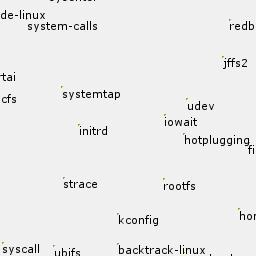 de-linux
system-calls
redb
jffs2
rtai
systemtap
cfs
udev
iowait
initrd
hotplugging
fi
strace
rootfs
kconfig
hor
syscall
ubifs
backtrack-linux